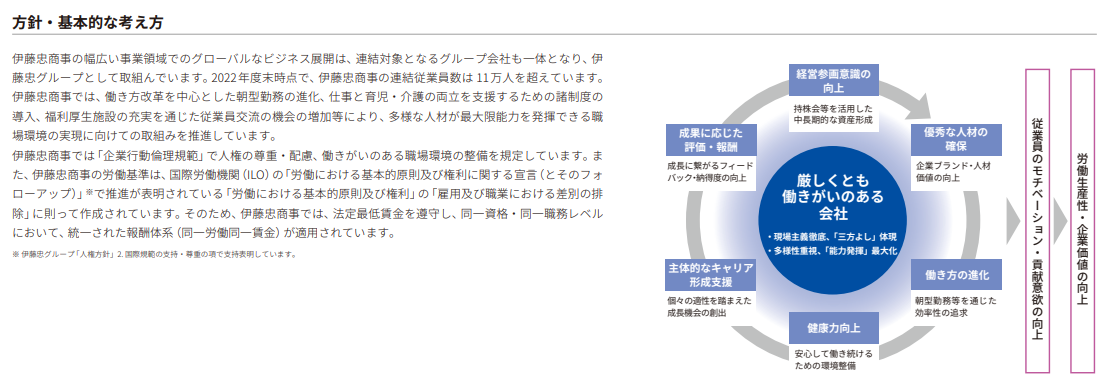 方針・基本的な考え方
伊藤忠商事の幅広い事業領域でのグローバルなビジネス展開は、連結対象となるグループ会社も一体となり、伊
藤忠グループとして取組んでいます。2022年度末時点で、伊藤忠商事の連結従業員数は11万人を超えています。
伊藤忠商事では、働き方改革を中心とした朝型勤務の進化、仕事と育児・介護の両立を支援するための諸制度の
導入、福利厚生施設の充実を通じた従業員交流の機会の増加等により、多様な人材が最大限能力を発揮できる職
場環境の実現に向けての取組みを推進しています。
伊藤忠商事では「企業行動倫理規範」で人権の尊重・配慮、働きがいのある職場環境の整備を規定しています。ま
た、伊藤忠商事の労働基準は、国際労働機関(ILO)の「労働における基本的原則及び権利に関する宣言(とそのフォ
ローアップ)」※で推進が表明されている「労働における基本的原則及び権利」の「雇用及び職業における差別の排
除」に則って作成されています。そのため、伊藤忠商事では、法定最低賃金を遵守し、同一資格・同一職務レベル
において、統一された報酬体系(同一労働同一賃金)が適用されています。
※ 伊藤忠グループ「人権方針」2. 国際規範の支持・尊重の項で支持表明しています。
経営参画意識の
向上
持株会等を活用した
中長期的な資産形成
優秀な人材の
確保
企業ブランド・人材
価値の向上
働き方の進化
朝型勤務等を通じた
効率性の追求
健康力向上
安心して働き続ける
ための環境整備
主体的なキャリア
形成支援
個々の適性を踏まえた
成長機会の創出
成果に応じた
評価・報酬
成長に繋がるフィード
バック・納得度の向上
厳しくとも
働きがいのある
会社
・現場主義徹底、「三方よし」体現
・多様性重視、「能力発揮」最大化
従業員のモチベーション・貢献意欲の向上
労働生産性・企業価値の向上